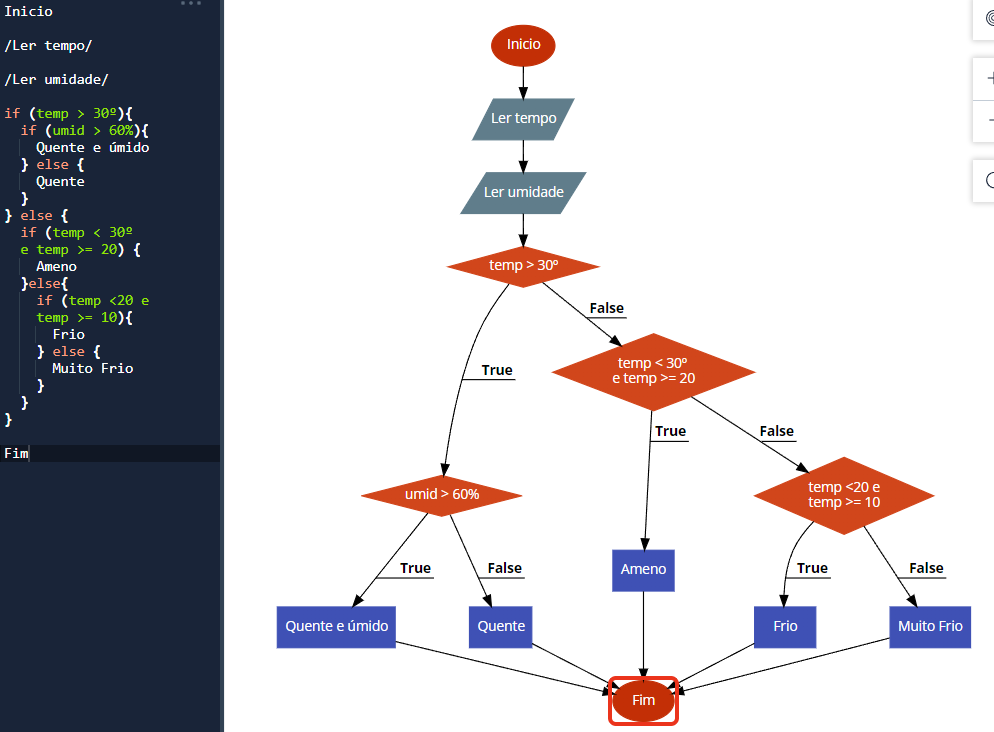 Inicio
/Ler tempo/
/Ler umidade/
if (temp > 30º){
if (umid > 60%){
Quente e úmido
} else {
Quente
}
} else {
if (temp < 30º
e temp >= 20) {
Ameno
}else{
if (temp <20 e
temp >= 10){
Frio
} else {
Muito Frio
}
}
}
Fim
Inicio
Ler tempo
Ler umidade
temp > 30º
False
True
temp < 30º
e temp >= 20
True
False
umid > 60%
temp <20 e
temp >= 10
True
False
Ameno
True
False
Quente e úmido
Quente
Frio
Muito Frio
Fim